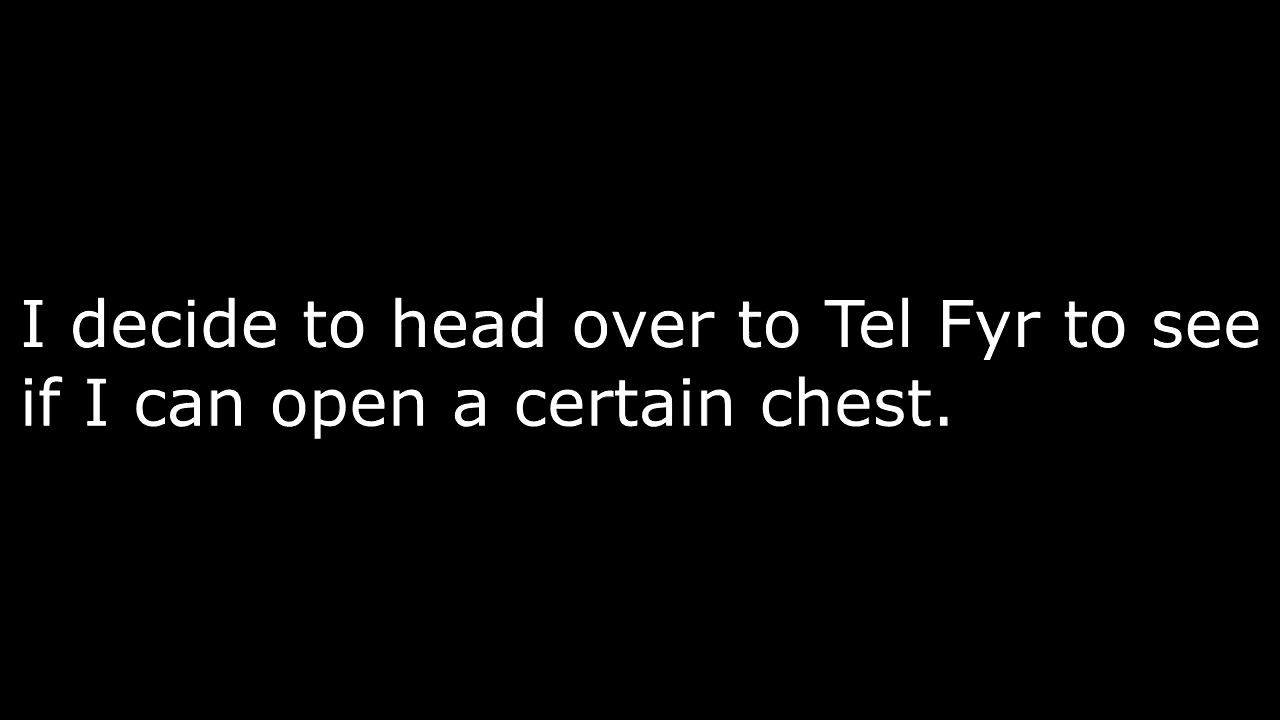 I decide to head over to Tel Fyr to see
if I can open a certain chest.